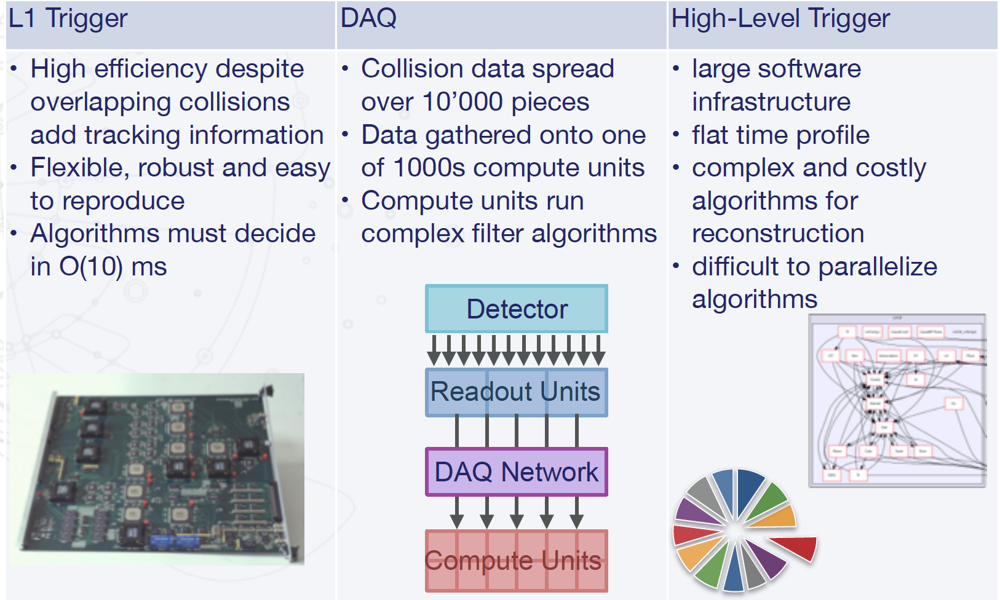 L1 Trigger
• High efficiency despite
overlapping collisions
add tracking information
• Flexible, robust and easy
to reproduce
• Algorithms must decide
in O(10) ms
DAQ
• Collision data spread
over 10’000 pieces
• Data gathered onto one
of 1000s compute units
• Compute units run
complex filter algorithms
Detector
Readout Units
DAQ Network
Compute Units
High-Level Trigger
• large software
infrastructure
• flat time profile
• complex and costly
algorithms for
reconstruction
• difficult to parallelize
algorithms